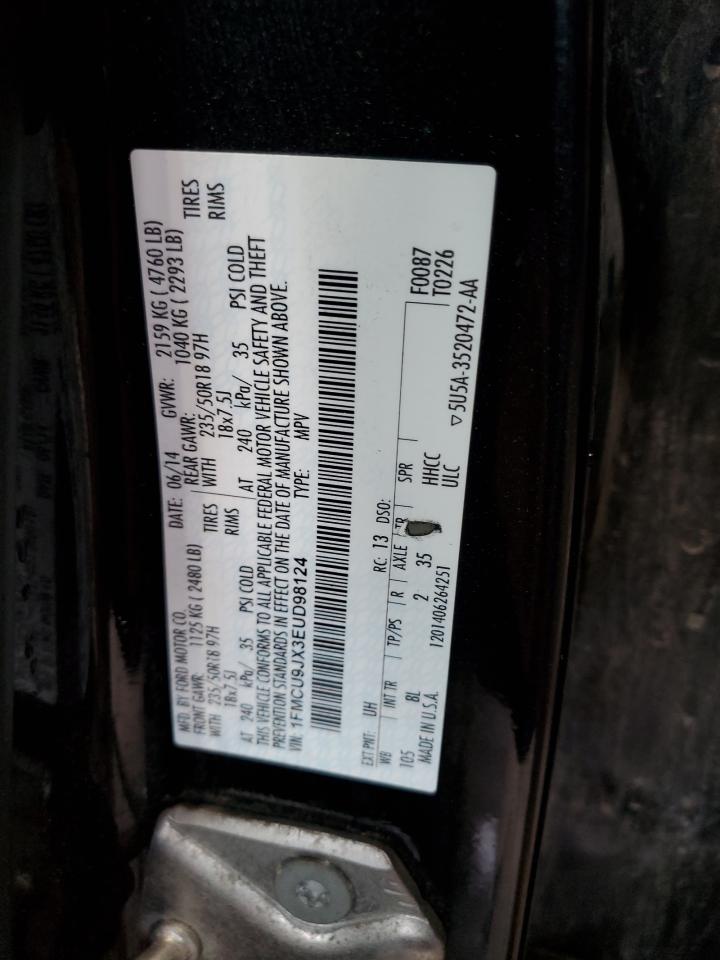 MFD. BY FORD MOTOR CO. DATE: 06/14 GVWR: 2159 KG ( 4760 LB)
FRONT GAWR: 1125 KG ( 2480 LB) REAR GAWR: 1040 KG ( 2293 LB)
WITH 235/50R18 97H TIRES WITH 235/50R18 97H TIRES
18x7.5J RIMS 18x7.5J RIMS
AT 240 kPa/ 35 PSI COLD AT 240 kPa/ 35 PSI COLD
THIS VEHICLE CONFORMS TO ALL APPLICABLE FEDERAL MOTOR VEHICLE SAFETY AND THEFT
PREVENTION STANDARDS IN EFFECT ON THE DATE OF MANUFACTURE SHOWN ABOVE.
VIN: 1FMCU9JX3EUD98124 TYPE: MPV
EXT PNT: UH RC: 13 DSO: F0087
WB INT TR TP/PS R AXLE TR SPR T0226
105 BL 2 35 HHCC
MADE IN U.S.A. 1201406264251 ULC
▽5U5A-3520472-AA